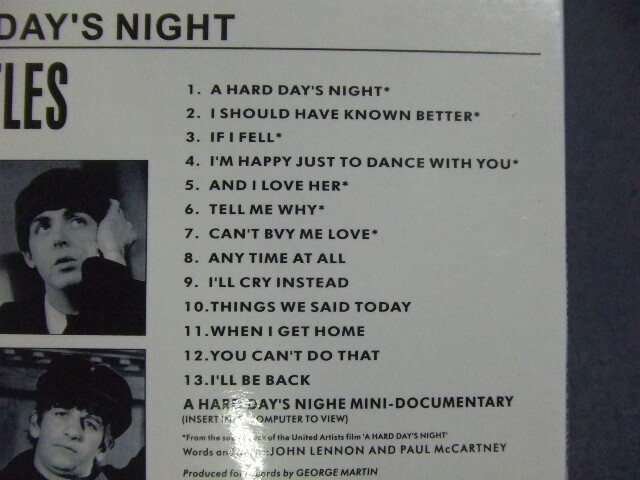 DAY'S NIGHT
TLES
1. A HARD DAY'S NIGHT*
2. I SHOULD HAVE KNOWN BETTER*
3. IF I FELL*
4. I'M HAPPY JUST TO DANCE WITH YOU*
5. AND I LOVE HER*
6. TELL ME WHY*
7. CAN'T BVY ME LOVE*
8. ANY TIME AT ALL
9. I'LL CRY INSTEAD
10.THINGS WE SAID TODAY
11.WHEN I GET HOME
12.YOU CAN'T DO THAT
13.I'LL BE BACK
A HARD DAY'S NIGHE MINI-DOCUMENTARY
(INSERT COMPUTER TO VIEW)
*From the of the United Artists film 'A HARD DAY'S NIGHT'
Words JOHN LENNON AND PAUL McCARTNEY
Produced for by GEORGE MARTIN